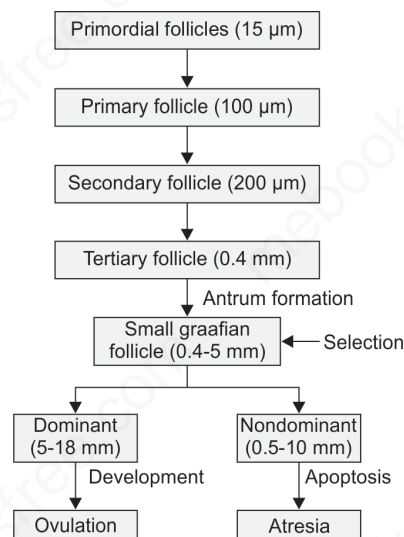 Primordial follicles (15 µm)
Primary follicle (100 µm)
Secondary follicle (200 µm)
Tertiary follicle (0.4 mm)
Antrum formation
Small graafian
follicle (0.4-5 mm)
Selection
Dominant
(5-18 mm)
Nondominant
(0.5-10 mm)
Development
Apoptosis
Ovulation
Atresia